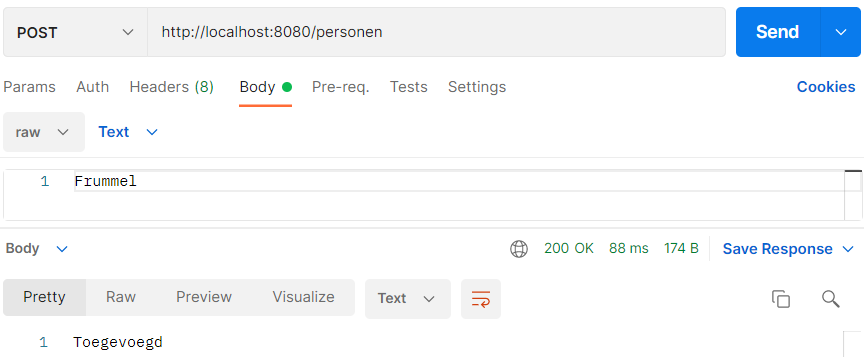 POST http://localhost:8080/personen Send
Params Auth Headers (8) Body Pre-req. Tests Settings Cookies
raw Text
1 Frummel
Body 200 OK 88 ms 174 B Save Response
Pretty Raw Preview Visualize Text
1 Toegevoegd